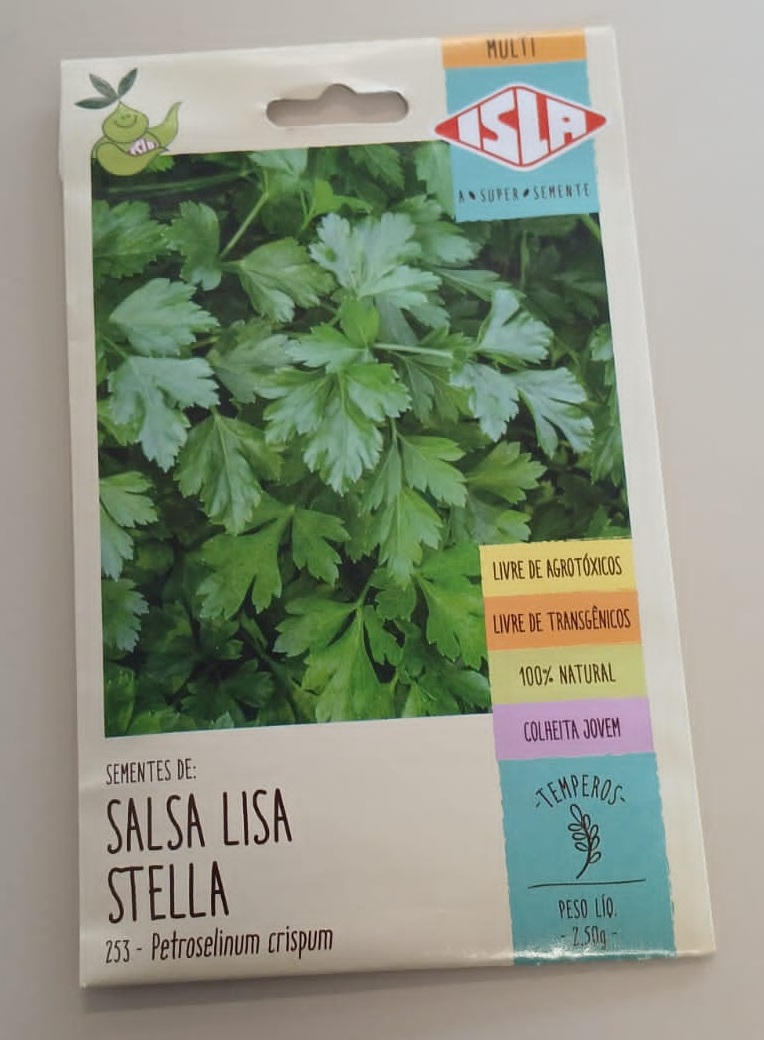 MULTI
ISLA
ISLA
A SUPER SEMENTE
LIVRE DE AGROTÓXICOS
LIVRE DE TRANSGÊNICOS
100% NATURAL
COLHEITA JOVEM
SEMENTES DE:
SALSA LISA
STELLA
253 - Petroselinum crispum
-TEMPEROS-
PESO LÍQ.
- 2,50g -